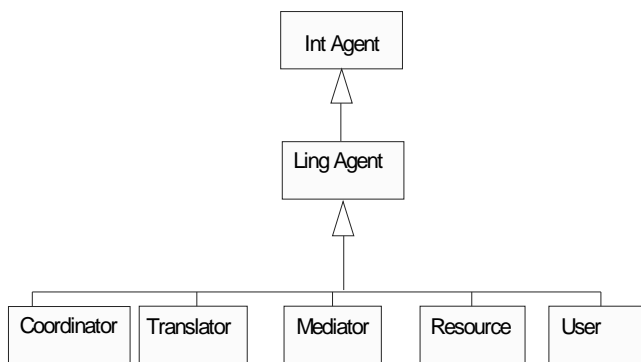 Int Agent
Ling Agent
Coordinator
Translator
Mediator
Resource
User